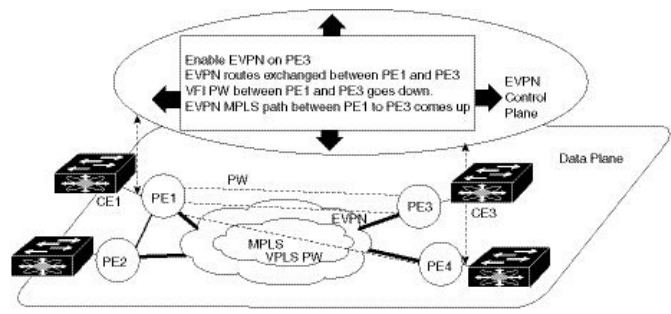 Enable EVPN on PE3
EVPN routes exchanged between PE1 and PE3
VFI PW between PE1 and PE3 goes down.
EVPN MPLS path between PE1 to PE3 comes up
EVPN
Control
Plane
Data Plane
PW
CE1
PE1
EVPN
PE3
CE3
MPLS
VPLS PW
PE2
PE4